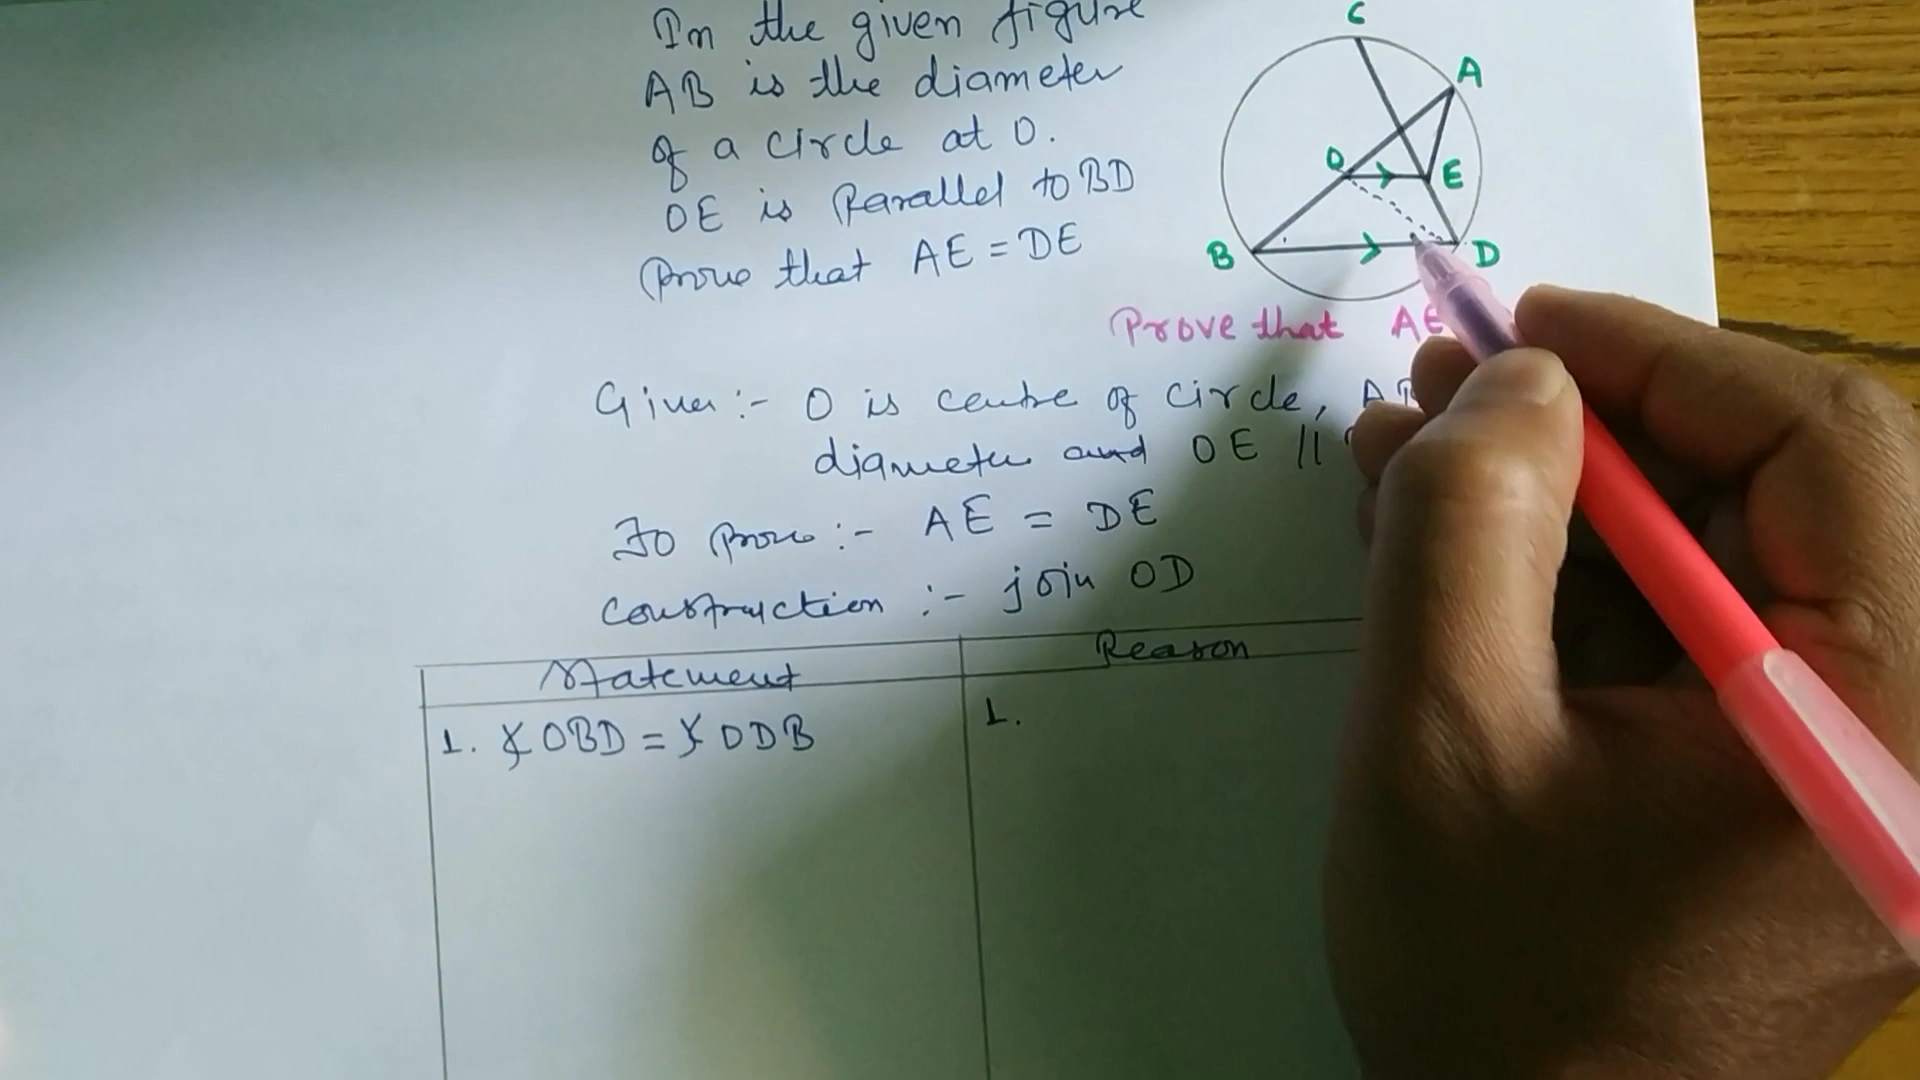 In the given figure
AB is the diameter
of a circle at O.
OE is Parallel to BD
Prove that AE = DE
C
A
O
E
B
D
Prove that AE
Given :- O is centre of circle, AB
diameter and OE //
To prove :- AE = DE
Construction :- join OD
Statement
Reason
1. ∡OBD = ∡ODB
1.